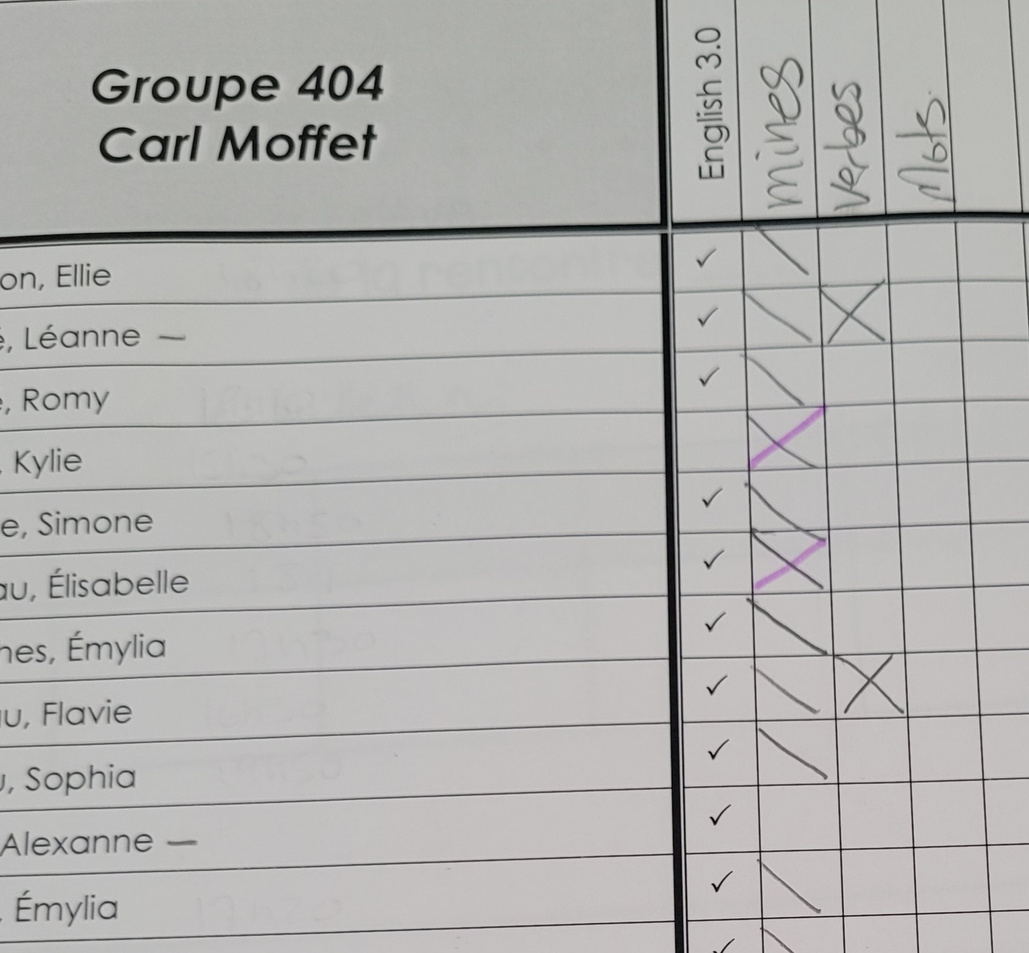 Groupe 404
Carl Moffet
English 3.0
mines
Verbes
Mots.
on, Ellie ✓
, Léanne — ✓
, Romy ✓
, Kylie
e, Simone ✓
au, Élisabelle ✓
nes, Émylia ✓
u, Flavie ✓
, Sophia ✓
Alexanne — ✓
, Émylia ✓